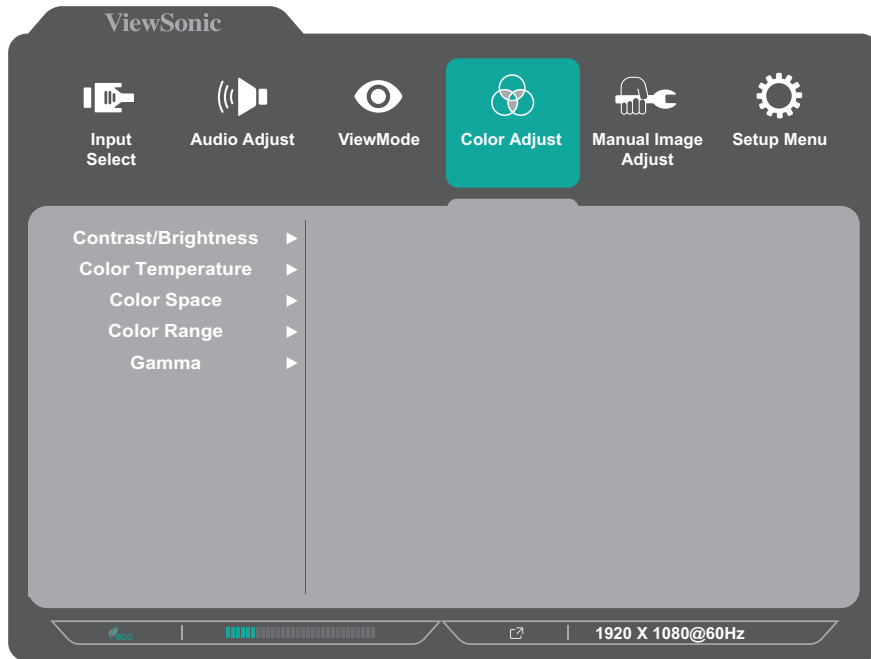 ViewSonic
Input
Select
Audio Adjust
ViewMode
Color Adjust
Manual Image
Adjust
Setup Menu
Contrast/Brightness
Color Temperature
Color Space
Color Range
Gamma
eco
1920 X 1080@60Hz